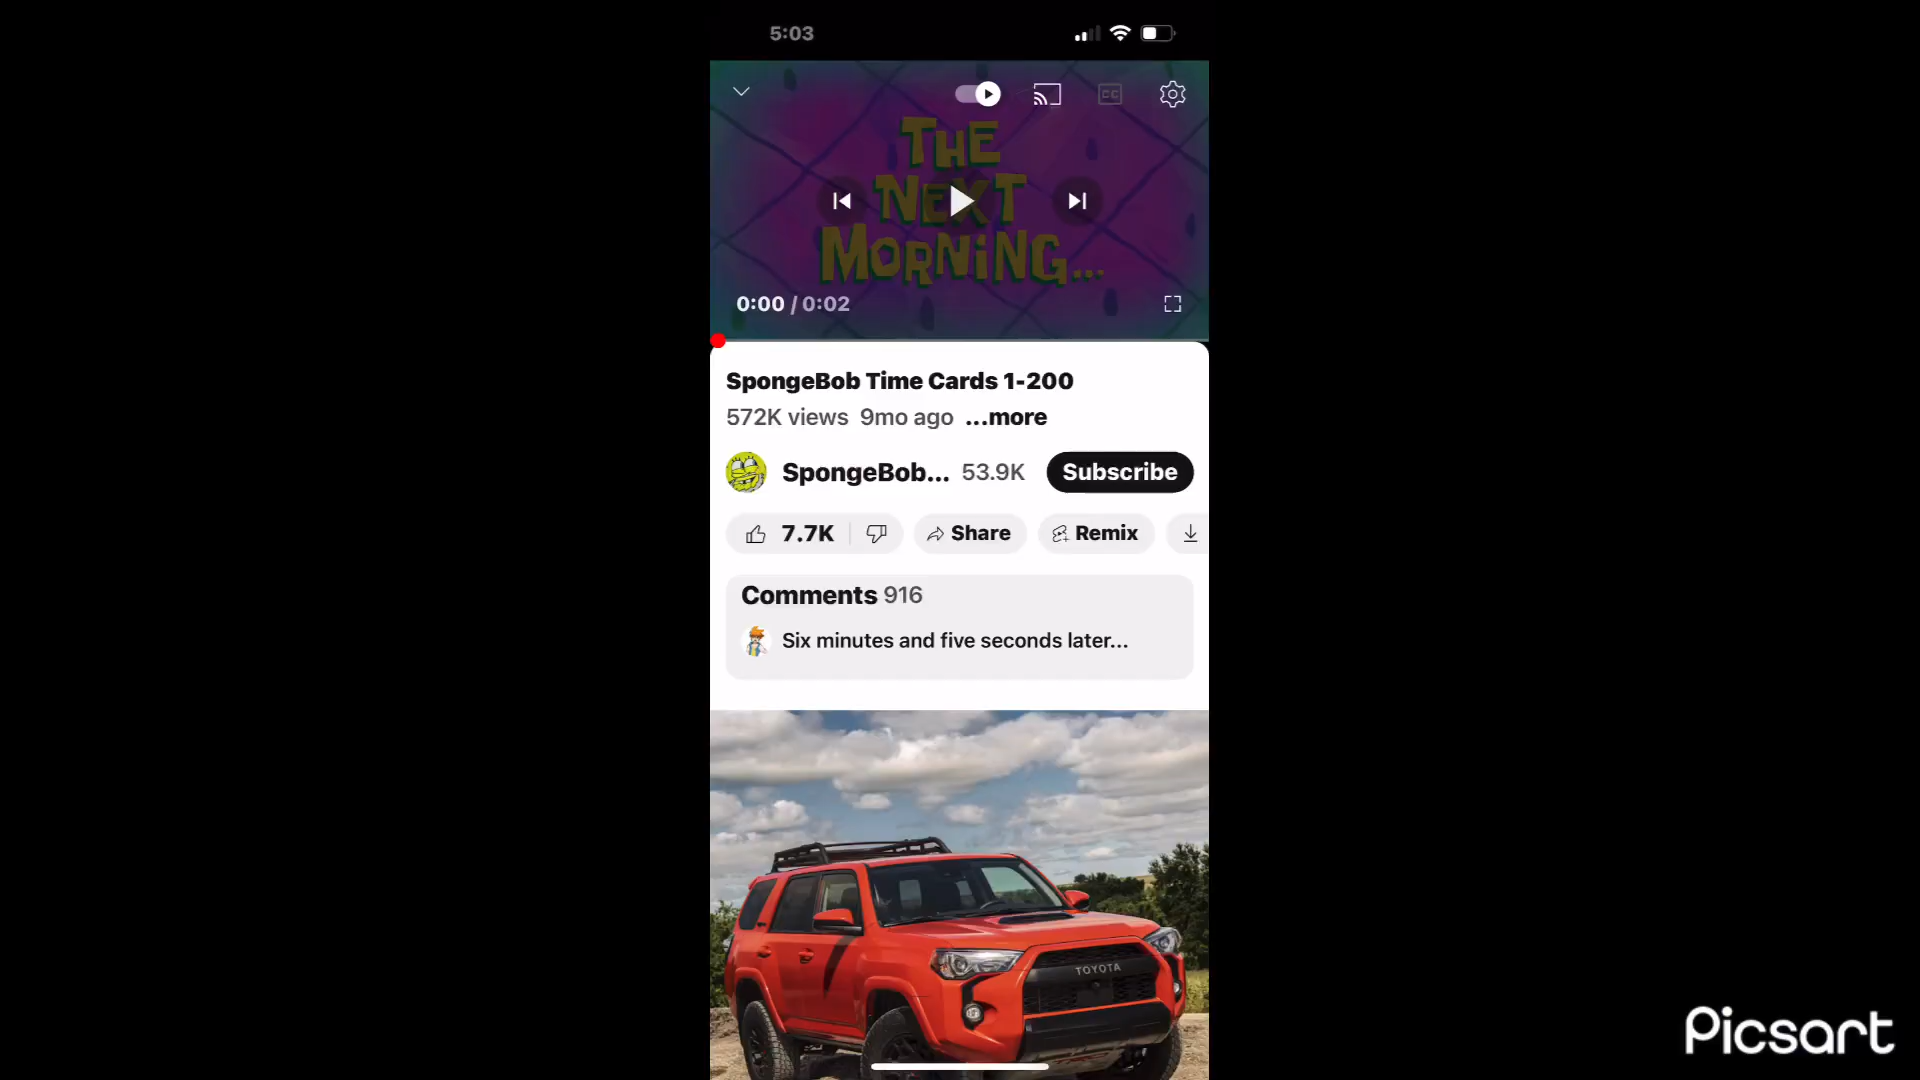 5:03
THE
NEXT
MORNING...
0:00 / 0:02
SpongeBob Time Cards 1-200
572K views 9mo ago ...more
SpongeBob... 53.9K Subscribe
7.7K Share Remix
Comments 916
Six minutes and five seconds later...
TOYOTA
Picsart